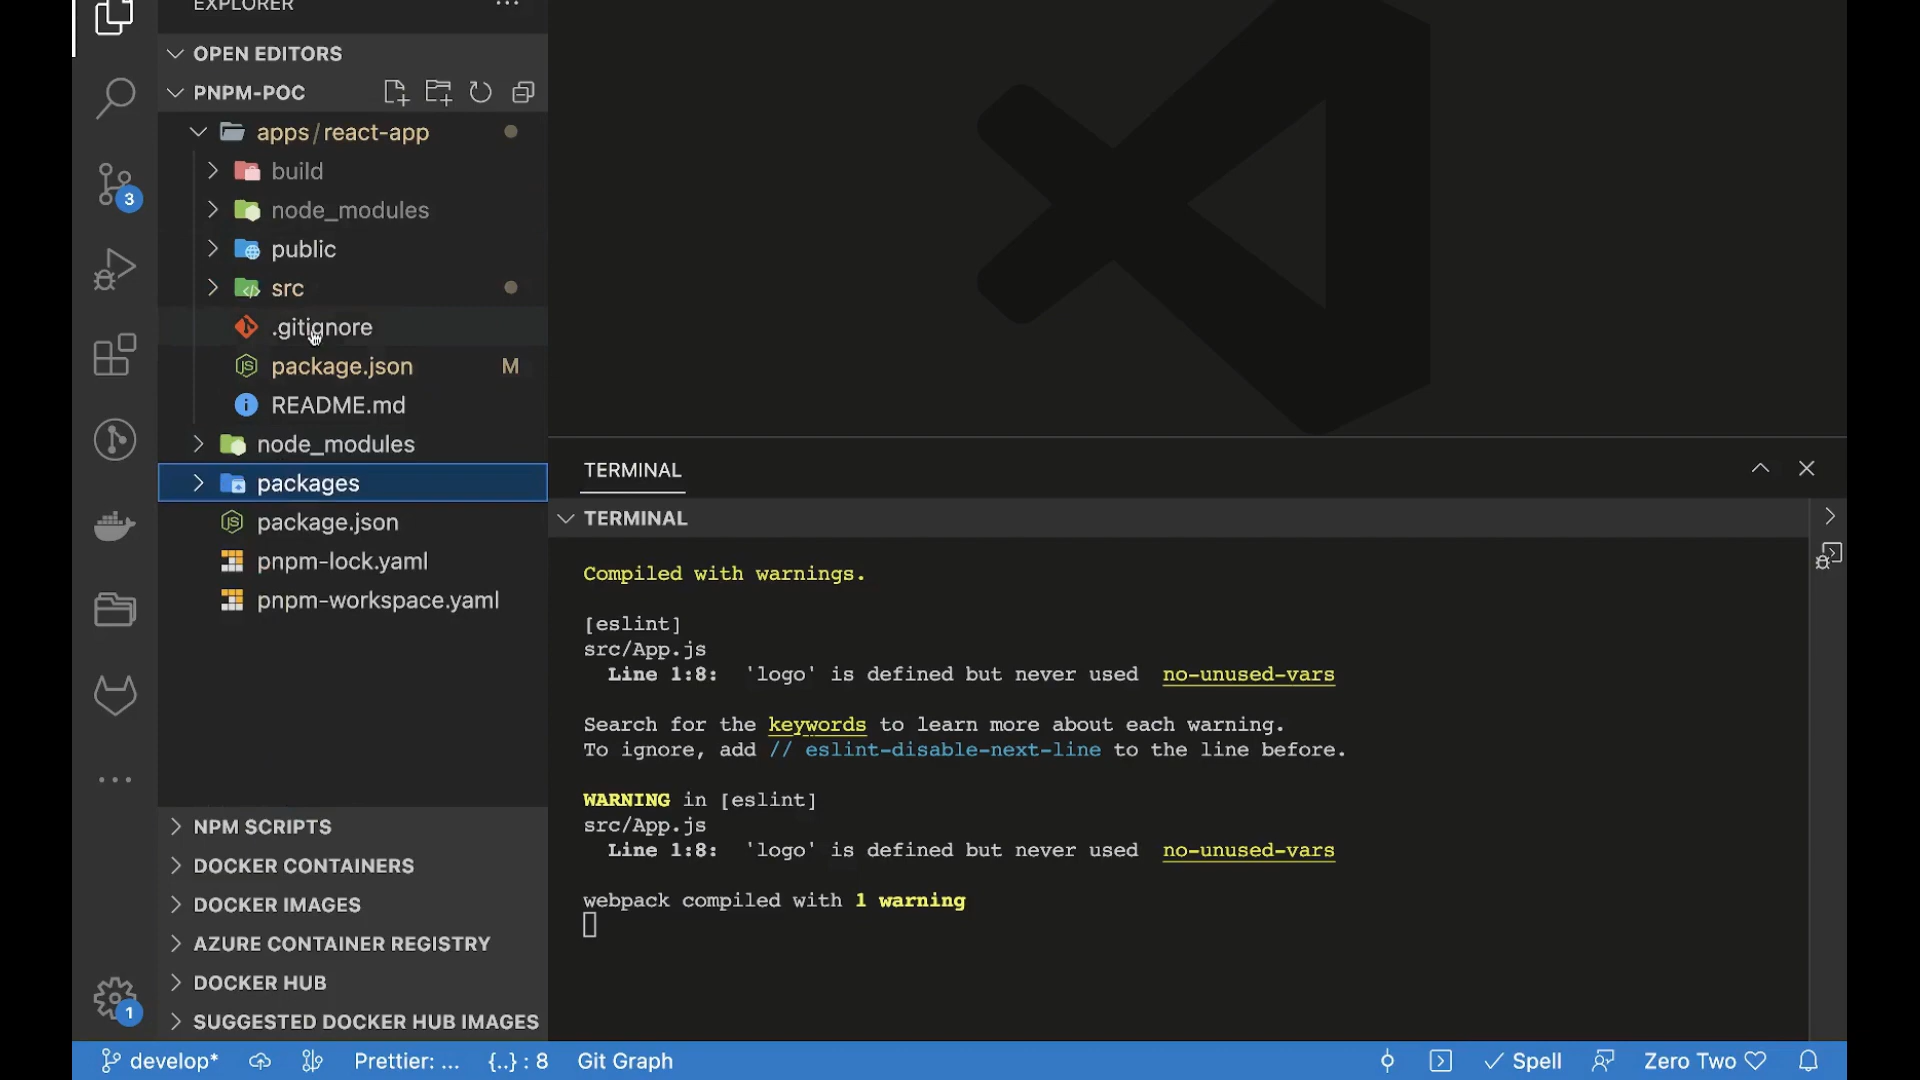 EXPLORER
OPEN EDITORS
PNPM-POC
apps/react-app
build
node_modules
public
src
.gitignore
package.json M
README.md
node_modules
packages
package.json
pnpm-lock.yaml
pnpm-workspace.yaml
NPM SCRIPTS
DOCKER CONTAINERS
DOCKER IMAGES
AZURE CONTAINER REGISTRY
DOCKER HUB
SUGGESTED DOCKER HUB IMAGES
3
1
TERMINAL
TERMINAL
Compiled with warnings.
[eslint]
src/App.js
Line 1:8: 'logo' is defined but never used no-unused-vars
Search for the keywords to learn more about each warning.
To ignore, add // eslint-disable-next-line to the line before.
WARNING in [eslint]
src/App.js
Line 1:8: 'logo' is defined but never used no-unused-vars
webpack compiled with 1 warning
develop* Prettier: ... {..} : 8 Git Graph Spell Zero Two